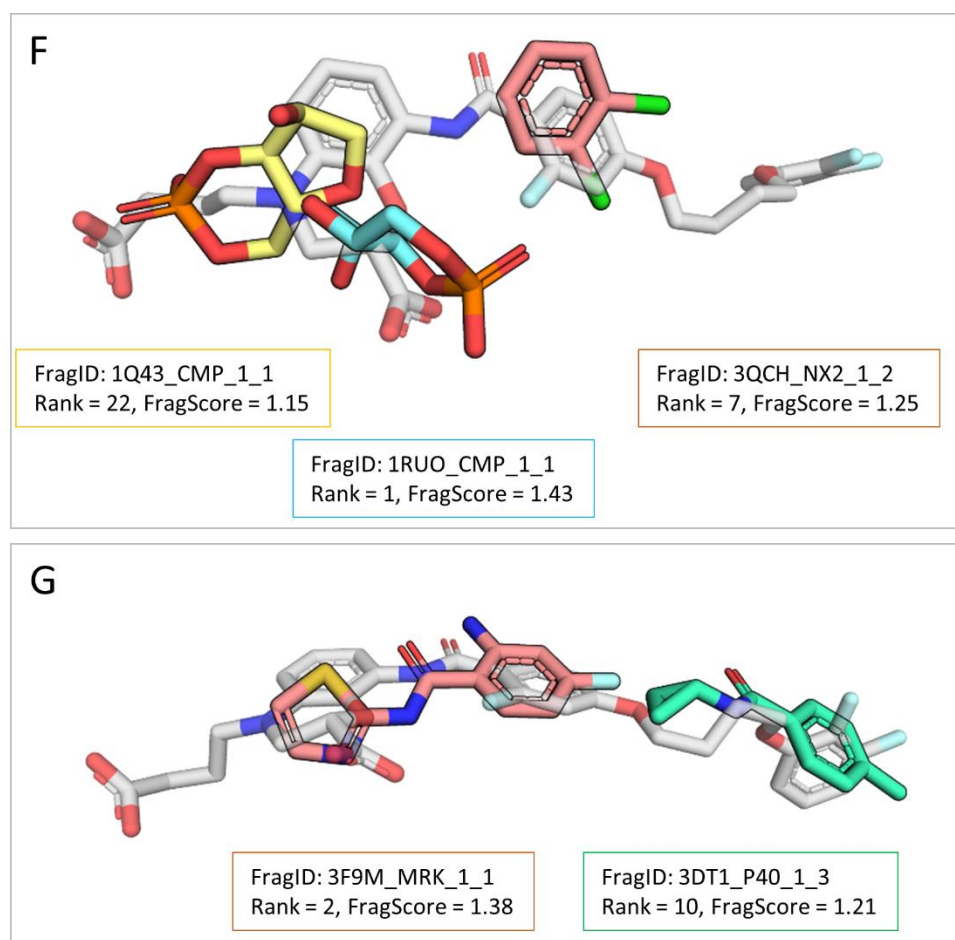 F
FragID: 1Q43_CMP_1_1
Rank = 22, FragScore = 1.15
FragID: 3QCH_NX2_1_2
Rank = 7, FragScore = 1.25
FragID: 1RUO_CMP_1_1
Rank = 1, FragScore = 1.43
G
FragID: 3F9M_MRK_1_1
Rank = 2, FragScore = 1.38
FragID: 3DT1_P40_1_3
Rank = 10, FragScore = 1.21